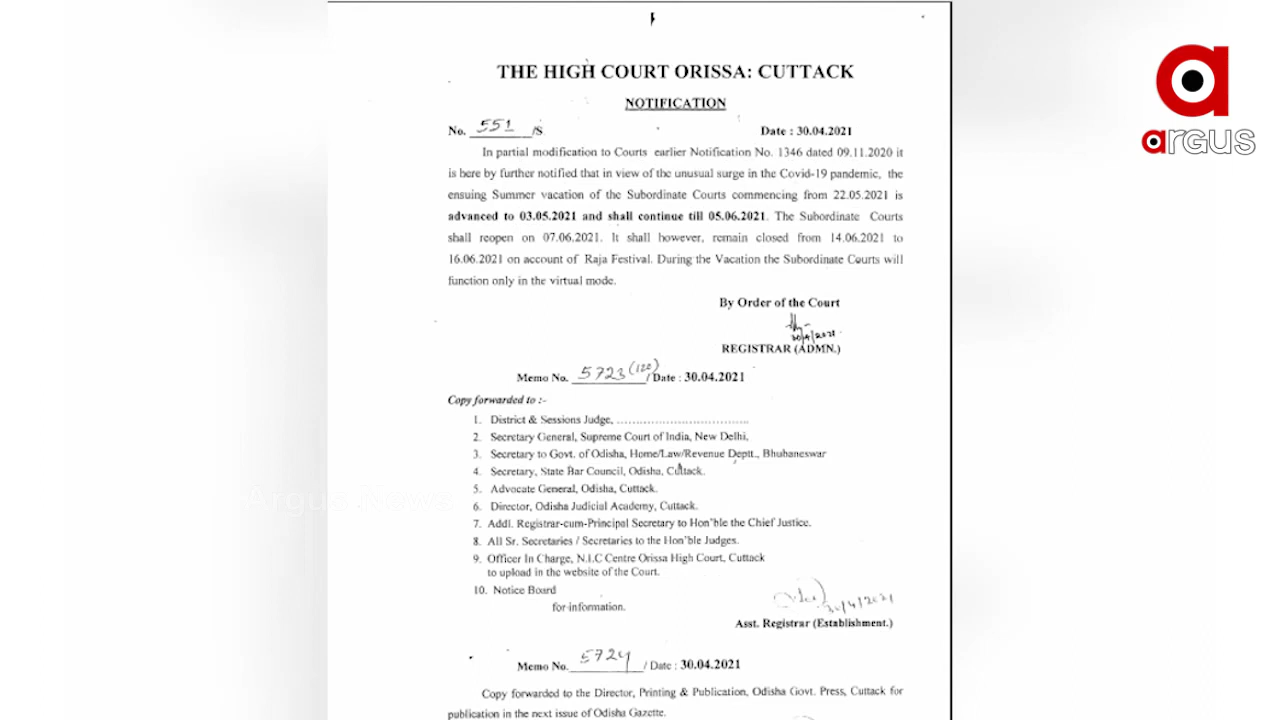 THE HIGH COURT ORISSA: CUTTACK
NOTIFICATION
No. 551 /S Date : 30.04.2021
In partial modification to Courts earlier Notification No. 1346 dated 09.11.2020 it
is here by further notified that in view of the unusual surge in the Covid-19 pandemic, the
ensuing Summer vacation of the Subordinate Courts commencing from 22.05.2021 is
advanced to 03.05.2021 and shall continue till 05.06.2021. The Subordinate Courts
shall reopen on 07.06.2021. It shall however, remain closed from 14.06.2021 to
16.06.2021 on account of Raja Festival. During the Vacation the Subordinate Courts will
function only in the virtual mode.
By Order of the Court
30/4/2021
REGISTRAR (ADMN.)
Memo No. 5723(122) / Date : 30.04.2021
Copy forwarded to :-
1. District & Sessions Judge, ....................................
2. Secretary General, Supreme Court of India, New Delhi,
3. Secretary to Govt. of Odisha, Home/Law/Revenue Deptt., Bhubaneswar
4. Secretary, State Bar Council, Odisha, Cuttack.
5. Advocate General, Odisha, Cuttack.
6. Director, Odisha Judicial Academy, Cuttack.
7. Addl. Registrar-cum-Principal Secretary to Hon'ble the Chief Justice.
8. All Sr. Secretaries / Secretaries to the Hon'ble Judges.
9. Officer In Charge, N.I.C Centre Orissa High Court, Cuttack
to upload in the website of the Court.
10. Notice Board
for information.
30/4/2021
Asst. Registrar (Establishment.)
Memo No. 5724 / Date : 30.04.2021
Copy forwarded to the Director, Printing & Publication, Odisha Govt. Press, Cuttack for
publication in the next issue of Odisha Gazette.
argus
Argus News